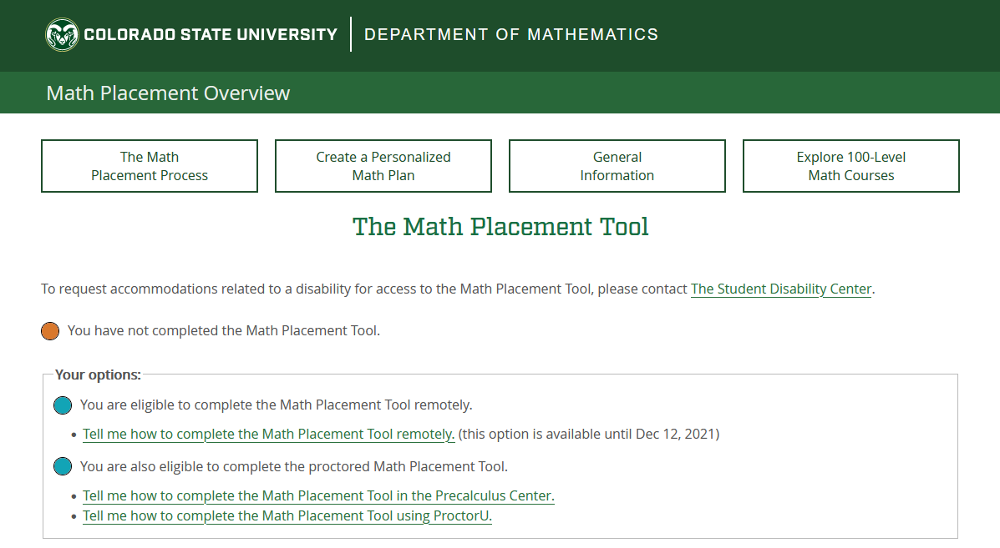 COLORADO STATE UNIVERSITY DEPARTMENT OF MATHEMATICS
Math Placement Overview
The Math
Placement Process
Create a Personalized
Math Plan
General
Information
Explore 100-Level
Math Courses
The Math Placement Tool
To request accommodations related to a disability for access to the Math Placement Tool, please contact The Student Disability Center.
You have not completed the Math Placement Tool.
Your options:
You are eligible to complete the Math Placement Tool remotely.
• Tell me how to complete the Math Placement Tool remotely. (this option is available until Dec 12, 2021)
You are also eligible to complete the proctored Math Placement Tool.
• Tell me how to complete the Math Placement Tool in the Precalculus Center.
• Tell me how to complete the Math Placement Tool using ProctorU.